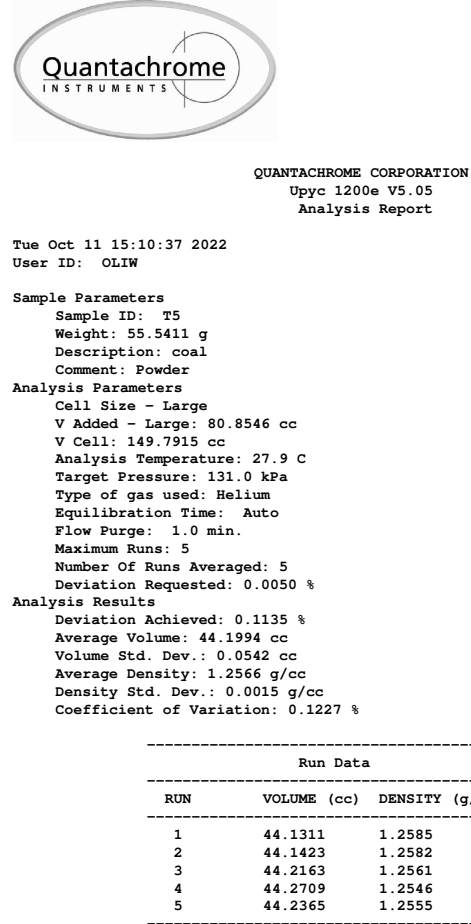 Quantachrome
INSTRUMENTS
QUANTACHROME CORPORATION
Upyc 1200e V5.05
Analysis Report
Tue Oct 11 15:10:37 2022
User ID: OLIW
Sample Parameters
Sample ID: T5
Weight: 55.5411 g
Description: coal
Comment: Powder
Analysis Parameters
Cell Size - Large
V Added - Large: 80.8546 cc
V Cell: 149.7915 cc
Analysis Temperature: 27.9 C
Target Pressure: 131.0 kPa
Type of gas used: Helium
Equilibration Time: Auto
Flow Purge: 1.0 min.
Maximum Runs: 5
Number Of Runs Averaged: 5
Deviation Requested: 0.0050 %
Analysis Results
Deviation Achieved: 0.1135 %
Average Volume: 44.1994 cc
Volume Std. Dev.: 0.0542 cc
Average Density: 1.2566 g/cc
Density Std. Dev.: 0.0015 g/cc
Coefficient of Variation: 0.1227 %
Run Data
RUN VOLUME (cc) DENSITY (g/
1 44.1311 1.2585
2 44.1423 1.2582
3 44.2163 1.2561
4 44.2709 1.2546
5 44.2365 1.2555